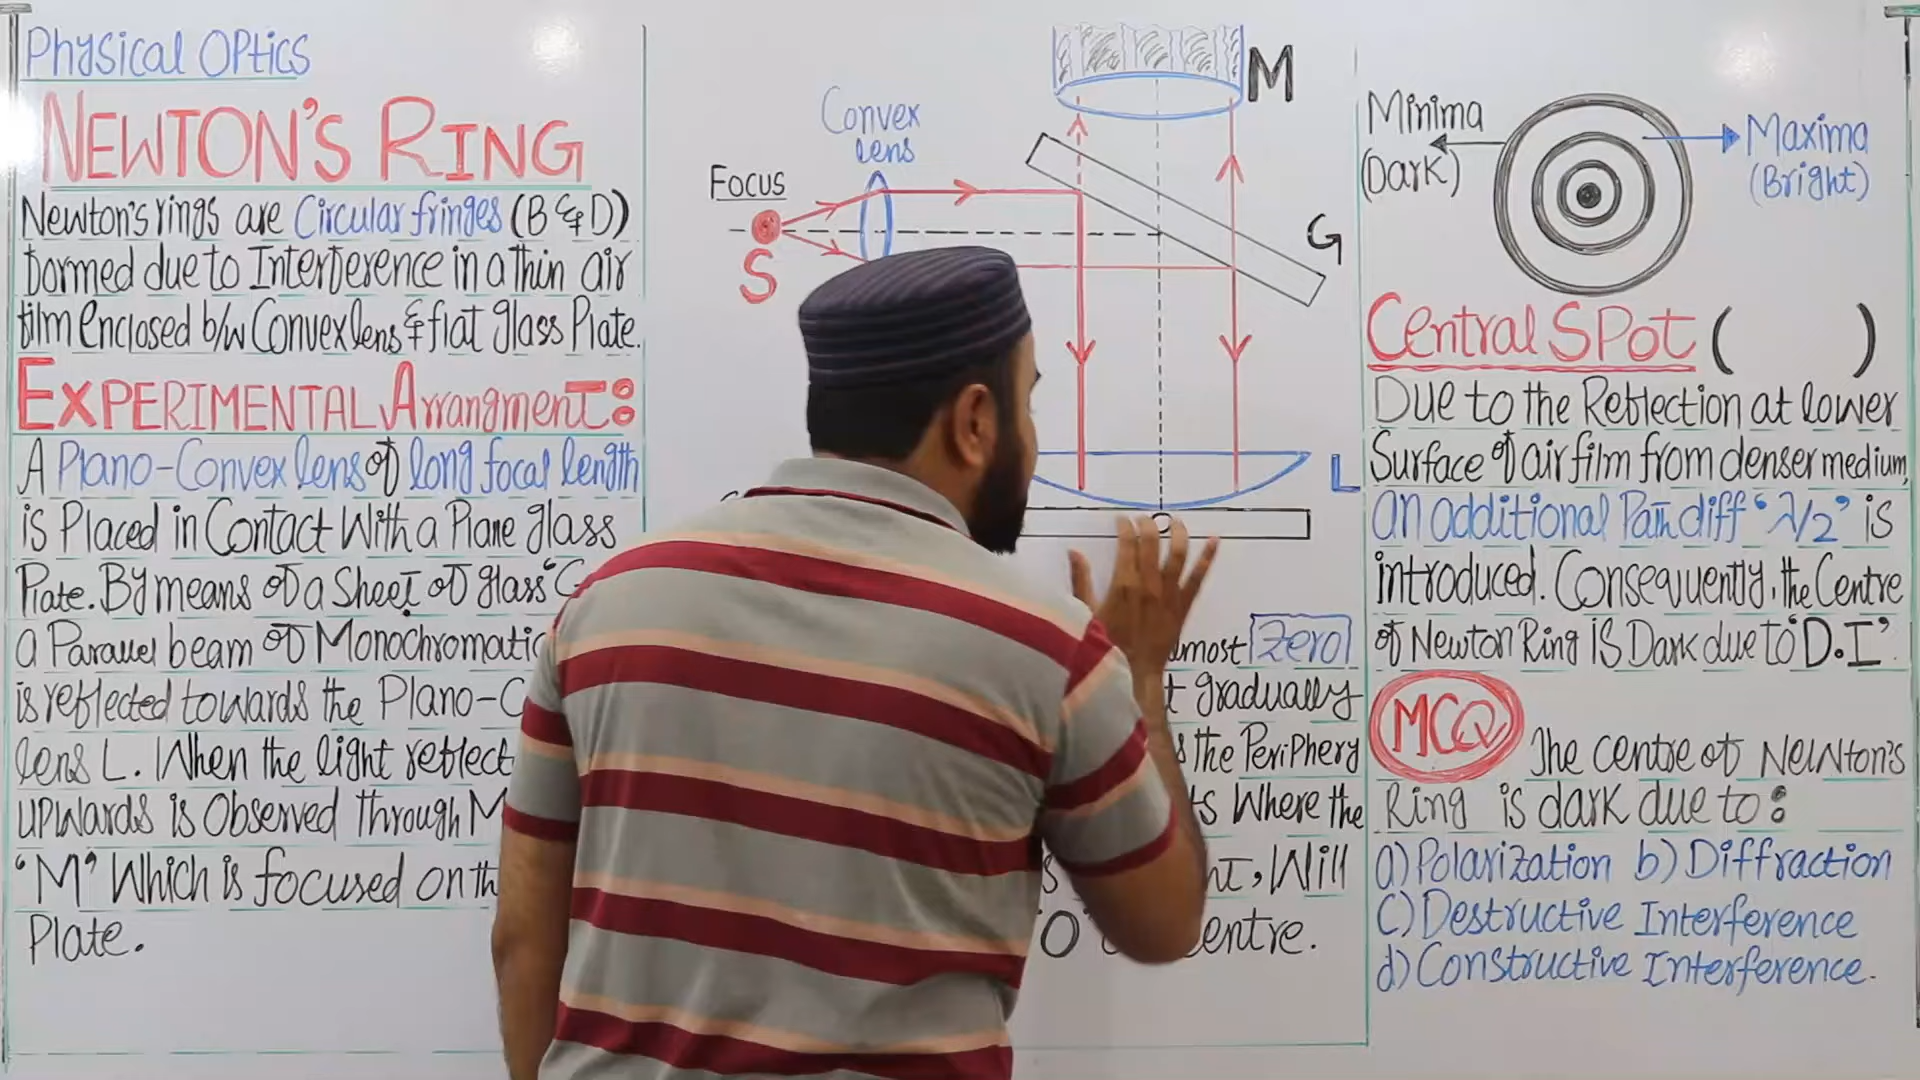 Physical Optics
NEWTON'S RING
Newton's rings are Circular fringes (B & D)
formed due to Interference in a thin air
film enclosed b/w Convex lens & flat glass Plate.
EXPERIMENTAL Arrangment:
A Plano-Convex lens of long focal length
is Placed in Contact With a Plane glass
Plate. By means of a Sheet of glass "G
a Parallel beam of Monochromatic
is reflected towards the Plano-C
lens L. When the light reflect
upwards is Observed through M
'M' Which is focused on th
Plate.
M
Convex
lens
Focus
S
G
L
O
almost Zero
t gradually
s the Periphery
ts Where the
s nt, Will
"O" Centre.
Minima
(Dark)
Maxima
(Bright)
Central SPot ( )
Due to the Reflection at lower
Surface of air film from denser medium,
an additional Path diff 'λ/2' is
introduced. Consequently, the Centre
of Newton Ring is Dark due to 'D.I'.
MCQ The centre of Newton's
Ring is dark due to:
a) Polarization b) Diffraction
c) Destructive Interference
d) Constructive Interference.